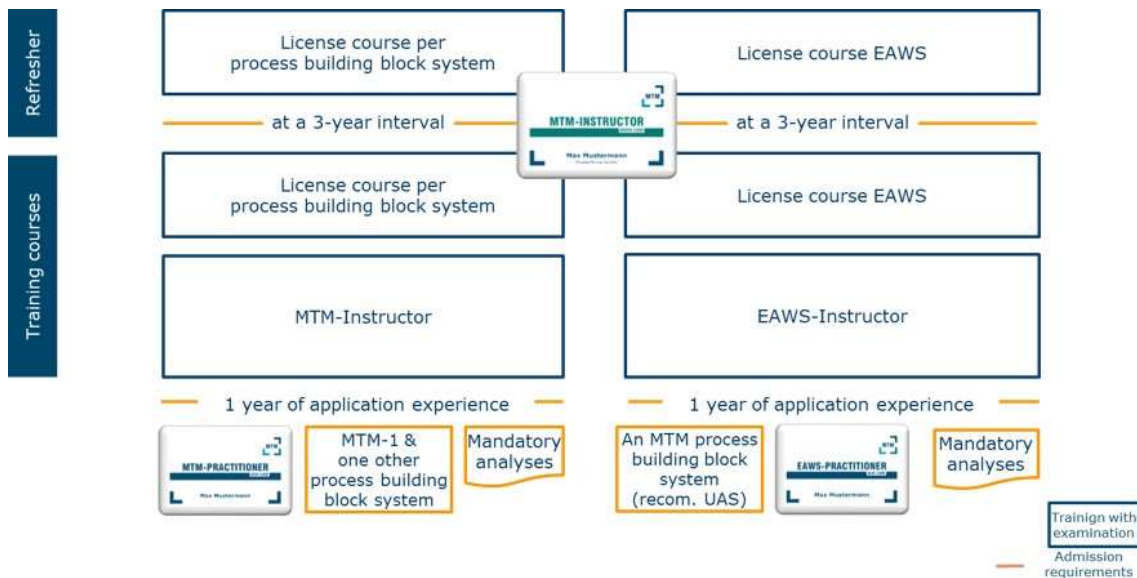 Refresher
License course per
process building block system
License course EAWS
MTM
MTM-INSTRUCTOR
Max Mustermann
at a 3-year interval
at a 3-year interval
Training courses
License course per
process building block system
License course EAWS
MTM-Instructor
EAWS-Instructor
1 year of application experience
1 year of application experience
MTM
MTM-PRACTITIONER
Max Mustermann
MTM-1 &
one other
process building
block system
Mandatory
analyses
An MTM process
building block
system
(recom. UAS)
MTM
EAWS-PRACTITIONER
Max Mustermann
Mandatory
analyses
Trainign with
examination
Admission
requirements